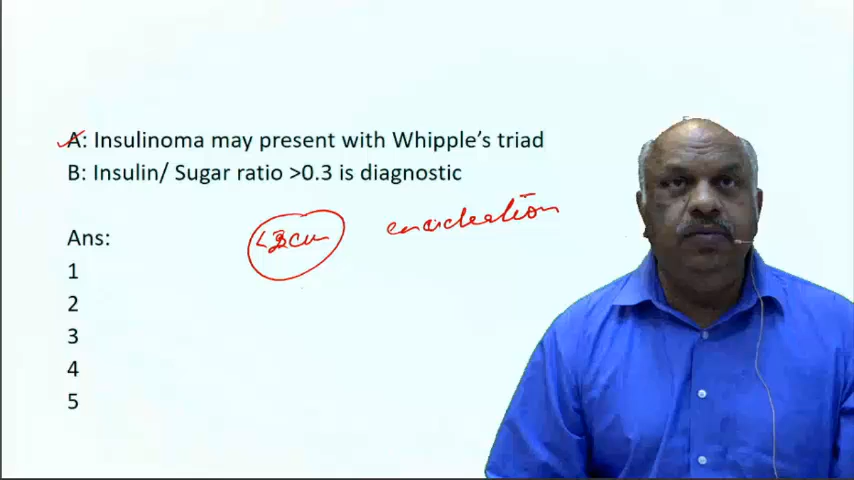 A: Insulinoma may present with Whipple's triad
B: Insulin/ Sugar ratio >0.3 is diagnostic
enucleation
Ans:
<2cm
1
2
3
4
5